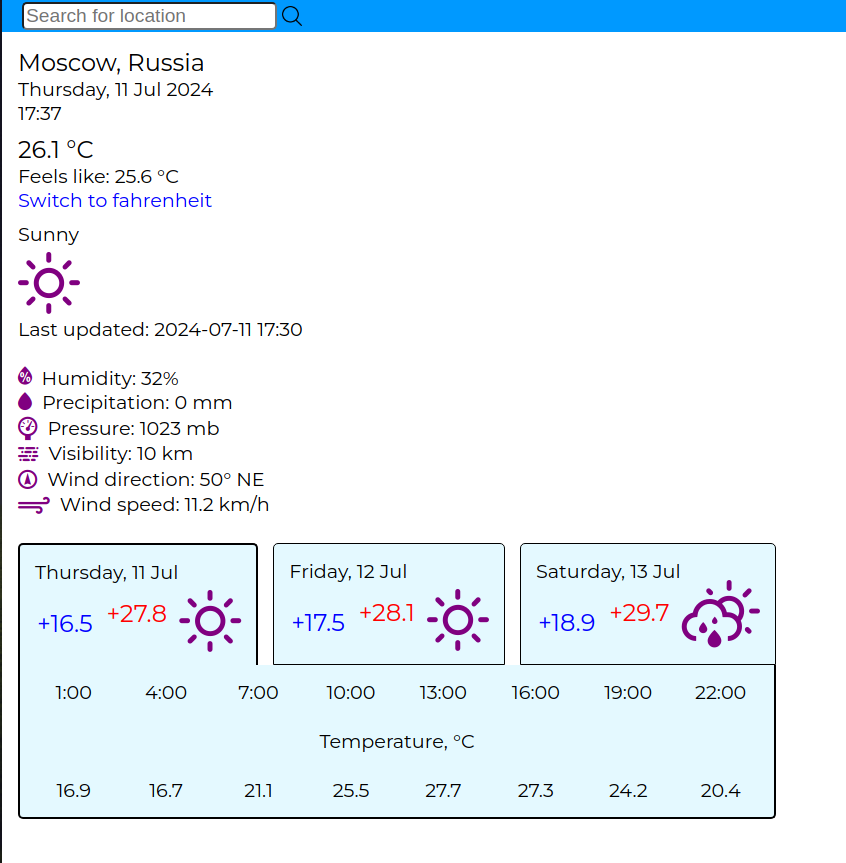 Search for location
Moscow, Russia
Thursday, 11 Jul 2024
17:37
26.1 °C
Feels like: 25.6 °C
Switch to fahrenheit
Sunny
Last updated: 2024-07-11 17:30
% Humidity: 32%
Precipitation: 0 mm
Pressure: 1023 mb
Visibility: 10 km
Wind direction: 50° NE
Wind speed: 11.2 km/h
Thursday, 11 Jul
+16.5 +27.8
Friday, 12 Jul
+17.5 +28.1
Saturday, 13 Jul
+18.9 +29.7
1:00 4:00 7:00 10:00 13:00 16:00 19:00 22:00
Temperature, °C
16.9 16.7 21.1 25.5 27.7 27.3 24.2 20.4